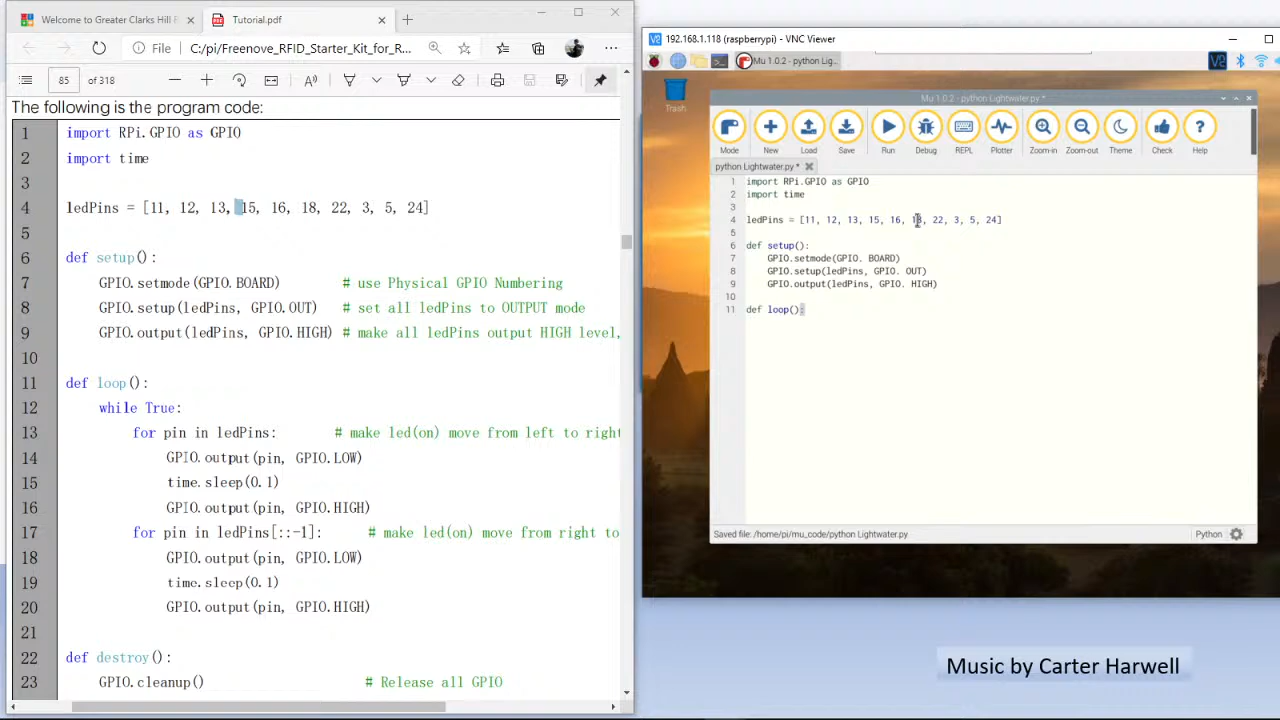 Welcome to Greater Clarks Hill E
Tutorial.pdf
File
C:/pi/Freenove_RFID_Starter_Kit_for_R...
85 of 318
The following is the program code:
1 import RPi.GPIO as GPIO
2 import time
3
4 ledPins = [11, 12, 13, 15, 16, 18, 22, 3, 5, 24]
5
6 def setup():
7 GPIO.setmode(GPIO.BOARD) # use Physical GPIO Numbering
8 GPIO.setup(ledPins, GPIO.OUT) # set all ledPins to OUTPUT mode
9 GPIO.output(ledPins, GPIO.HIGH) # make all ledPins output HIGH level,
10
11 def loop():
12 while True:
13 for pin in ledPins: # make led(on) move from left to right
14 GPIO.output(pin, GPIO.LOW)
15 time.sleep(0.1)
16 GPIO.output(pin, GPIO.HIGH)
17 for pin in ledPins[::-1]: # make led(on) move from right to
18 GPIO.output(pin, GPIO.LOW)
19 time.sleep(0.1)
20 GPIO.output(pin, GPIO.HIGH)
21
22 def destroy():
23 GPIO.cleanup() # Release all GPIO
192.168.1.118 (raspberrypi) - VNC Viewer
Mu 1.0.2 - python Lig...
Trash
Mu 1.0.2 - python Lightwater.py *
Mode New Load Save Run Debug REPL Plotter Zoom-in Zoom-out Theme Check Help
python Lightwater.py *
1 import RPi.GPIO as GPIO
2 import time
3
4 ledPins = [11, 12, 13, 15, 16, 18, 22, 3, 5, 24]
5
6 def setup():
7 GPIO.setmode(GPIO. BOARD)
8 GPIO.setup(ledPins, GPIO. OUT)
9 GPIO.output(ledPins, GPIO. HIGH)
10
11 def loop():
Saved file: /home/pi/mu_code/python Lightwater.py
Python
Music by Carter Harwell